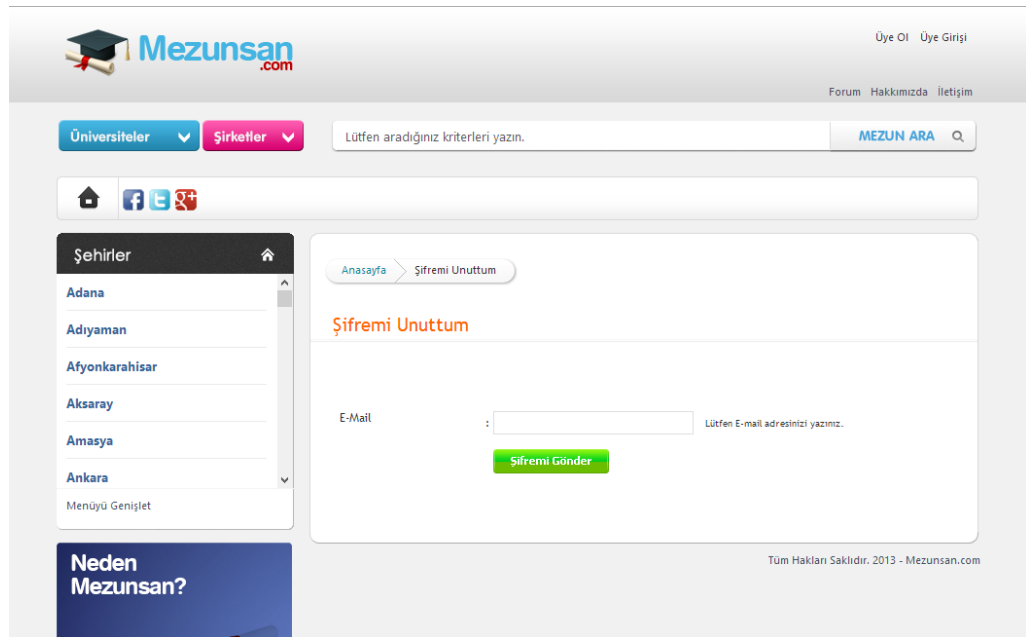 Mezunsan
.com
Üye Ol Üye Girişi
Forum Hakkımızda İletişim
Üniversiteler
Şirketler
Lütfen aradığınız kriterleri yazın.
MEZUN ARA
Şehirler
Adana
Adıyaman
Afyonkarahisar
Aksaray
Amasya
Ankara
Menüyü Genişlet
Anasayfa
Şifremi Unuttum
Şifremi Unuttum
E-Mail :
Lütfen E-mail adresinizi yazınız.
Şifremi Gönder
Neden
Mezunsan?
Tüm Hakları Saklıdır. 2013 - Mezunsan.com